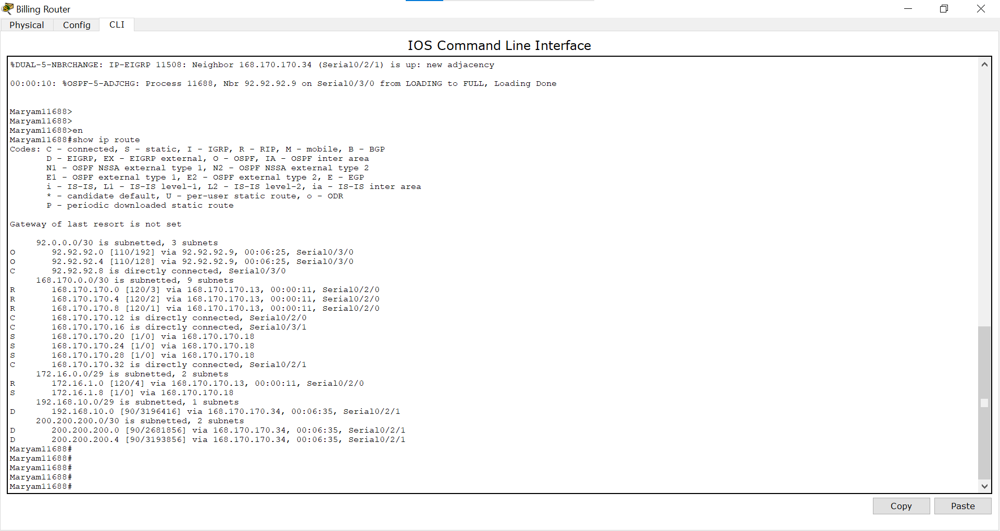 Billing Router
Physical Config CLI
IOS Command Line Interface
%DUAL-5-NBRCHANGE: IP-EIGRP 11508: Neighbor 168.170.170.34 (Serial0/2/1) is up: new adjacency
00:00:10: %OSPF-5-ADJCHG: Process 11688, Nbr 92.92.92.9 on Serial0/3/0 from LOADING to FULL, Loading Done
Maryam11688>
Maryam11688>
Maryam11688>en
Maryam11688#show ip route
Codes: C - connected, S - static, I - IGRP, R - RIP, M - mobile, B - BGP
D - EIGRP, EX - EIGRP external, O - OSPF, IA - OSPF inter area
N1 - OSPF NSSA external type 1, N2 - OSPF NSSA external type 2
E1 - OSPF external type 1, E2 - OSPF external type 2, E - EGP
i - IS-IS, L1 - IS-IS level-1, L2 - IS-IS level-2, ia - IS-IS inter area
* - candidate default, U - per-user static route, o - ODR
P - periodic downloaded static route
Gateway of last resort is not set
92.0.0.0/30 is subnetted, 3 subnets
O 92.92.92.0 [110/192] via 92.92.92.9, 00:06:25, Serial0/3/0
O 92.92.92.4 [110/128] via 92.92.92.9, 00:06:25, Serial0/3/0
C 92.92.92.8 is directly connected, Serial0/3/0
168.170.0.0/30 is subnetted, 9 subnets
R 168.170.170.0 [120/3] via 168.170.170.13, 00:00:11, Serial0/2/0
R 168.170.170.4 [120/2] via 168.170.170.13, 00:00:11, Serial0/2/0
R 168.170.170.8 [120/1] via 168.170.170.13, 00:00:11, Serial0/2/0
C 168.170.170.12 is directly connected, Serial0/2/0
C 168.170.170.16 is directly connected, Serial0/3/1
S 168.170.170.20 [1/0] via 168.170.170.18
S 168.170.170.24 [1/0] via 168.170.170.18
S 168.170.170.28 [1/0] via 168.170.170.18
C 168.170.170.32 is directly connected, Serial0/2/1
172.16.0.0/29 is subnetted, 2 subnets
R 172.16.1.0 [120/4] via 168.170.170.13, 00:00:11, Serial0/2/0
S 172.16.1.8 [1/0] via 168.170.170.18
192.168.10.0/29 is subnetted, 1 subnets
D 192.168.10.0 [90/3196416] via 168.170.170.34, 00:06:35, Serial0/2/1
200.200.200.0/30 is subnetted, 2 subnets
D 200.200.200.0 [90/2681856] via 168.170.170.34, 00:06:35, Serial0/2/1
D 200.200.200.4 [90/3193856] via 168.170.170.34, 00:06:35, Serial0/2/1
Maryam11688#
Maryam11688#
Maryam11688#
Maryam11688#
Maryam11688#
Copy Paste